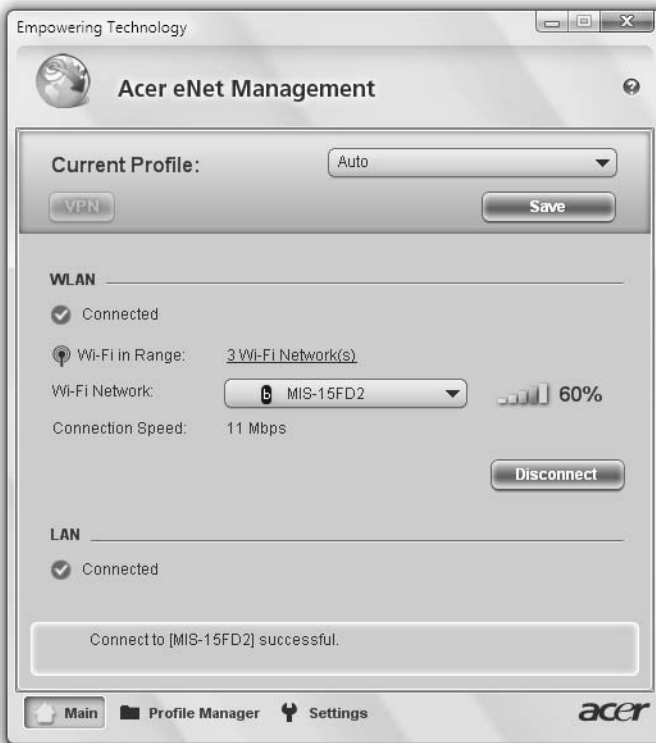 Empowering Technology
Acer eNet Management
Current Profile: Auto
VPN Save
WLAN
Connected
Wi-Fi in Range: 3 Wi-Fi Network(s)
Wi-Fi Network: b MIS-15FD2 60%
Connection Speed: 11 Mbps
Disconnect
LAN
Connected
Connect to [MIS-15FD2] successful.
Main Profile Manager Settings acer